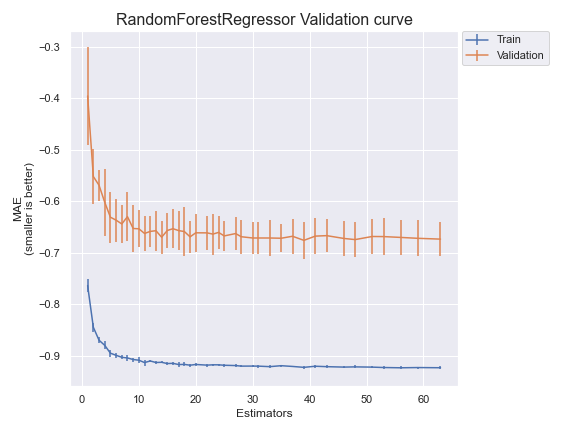 RandomForestRegressor Validation curve
Train
Validation
−0.3
−0.4
−0.5
−0.6
−0.7
−0.8
−0.9
MAE
(smaller is better)
0
10
20
30
40
50
60
Estimators